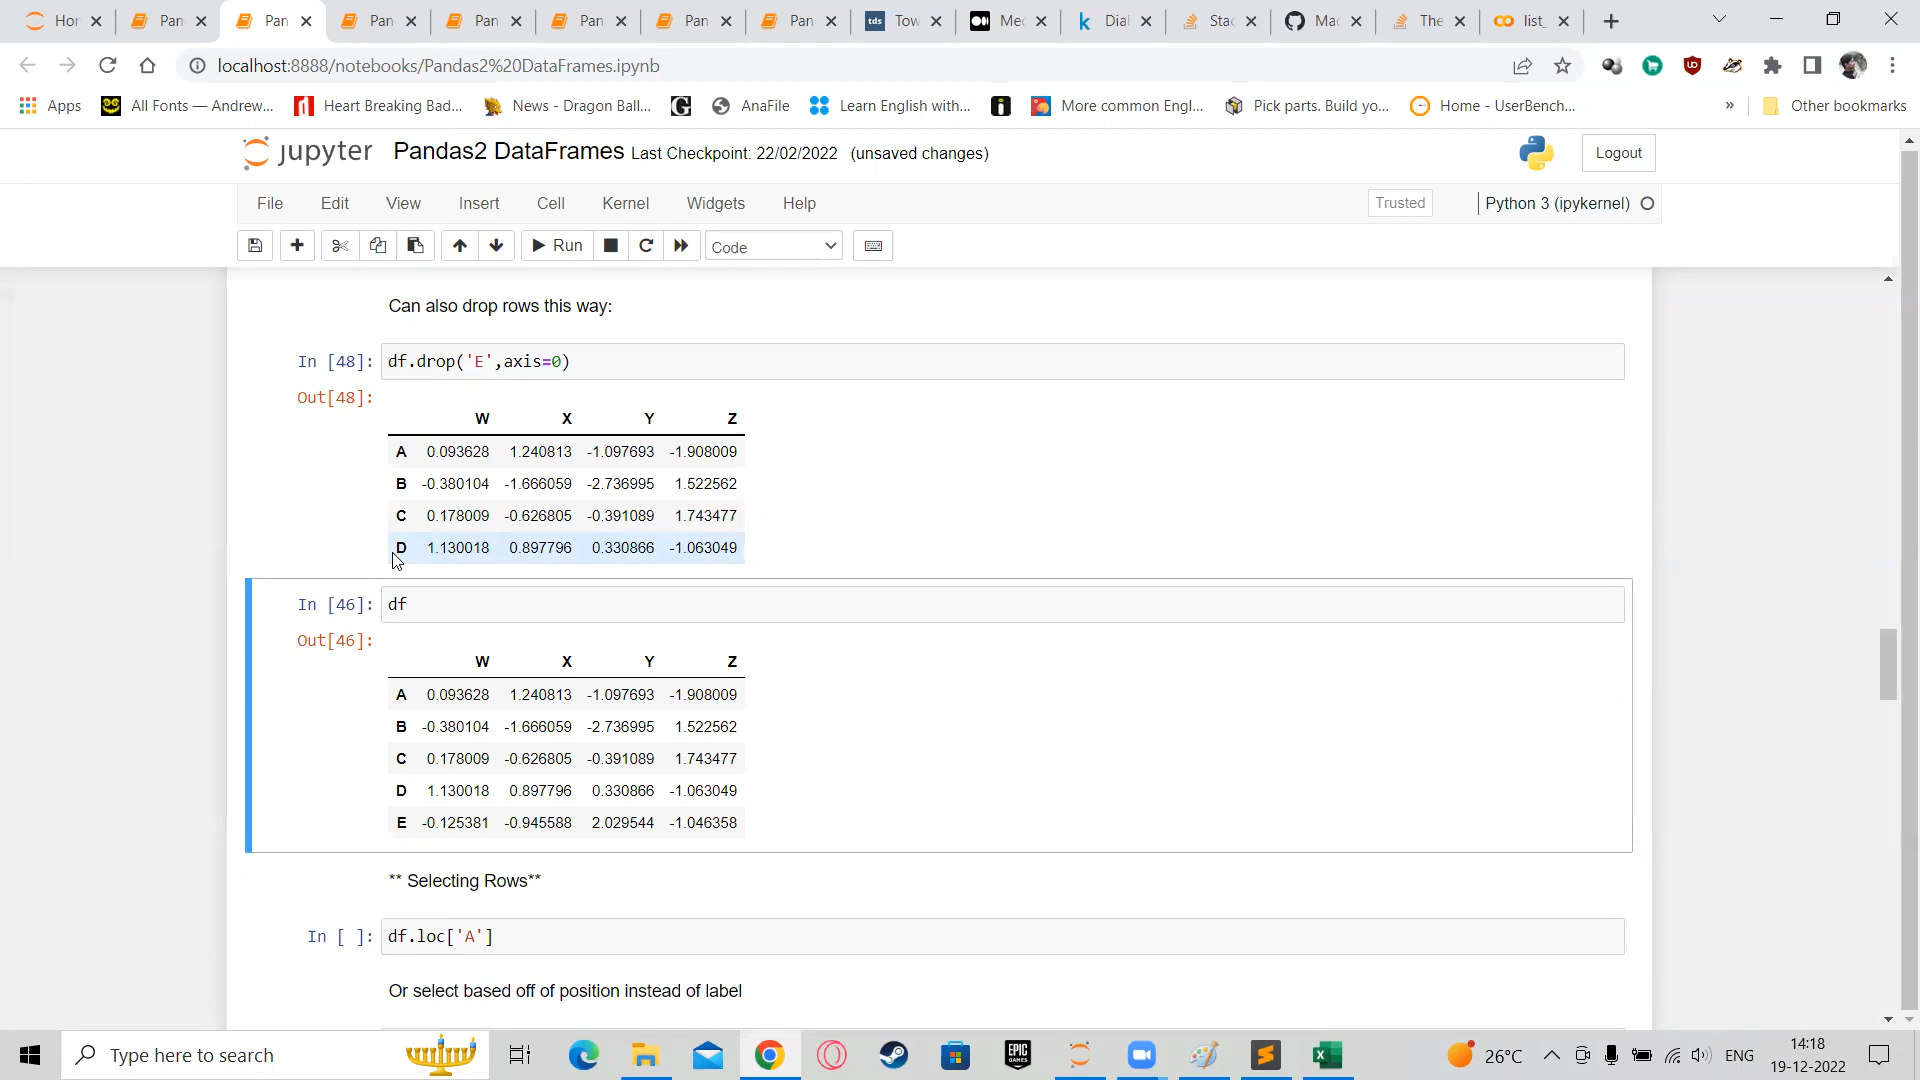 Hor Pan Pan Pan Pan Pan Pan Pan tds Tow Mec k Dial Stac Mac The list_
localhost:8888/notebooks/Pandas2%20DataFrames.ipynb
Apps All Fonts — Andrew... Heart Breaking Bad... News - Dragon Ball... G AnaFile Learn English with... More common Engl... Pick parts. Build yo... Home - UserBench... » Other bookmarks
jupyter Pandas2 DataFrames Last Checkpoint: 22/02/2022 (unsaved changes) Logout
File Edit View Insert Cell Kernel Widgets Help Trusted Python 3 (ipykernel)
Run Code
Can also drop rows this way:
In [48]: df.drop('E',axis=0)
Out[48]:
W X Y Z
A 0.093628 1.240813 -1.097693 -1.908009
B -0.380104 -1.666059 -2.736995 1.522562
C 0.178009 -0.626805 -0.391089 1.743477
D 1.130018 0.897796 0.330866 -1.063049
In [46]: df
Out[46]:
W X Y Z
A 0.093628 1.240813 -1.097693 -1.908009
B -0.380104 -1.666059 -2.736995 1.522562
C 0.178009 -0.626805 -0.391089 1.743477
D 1.130018 0.897796 0.330866 -1.063049
E -0.125381 -0.945588 2.029544 -1.046358
** Selecting Rows**
In [ ]: df.loc['A']
Or select based off of position instead of label
Type here to search EPIC GAMES 26°C ENG 14:18
19-12-2022